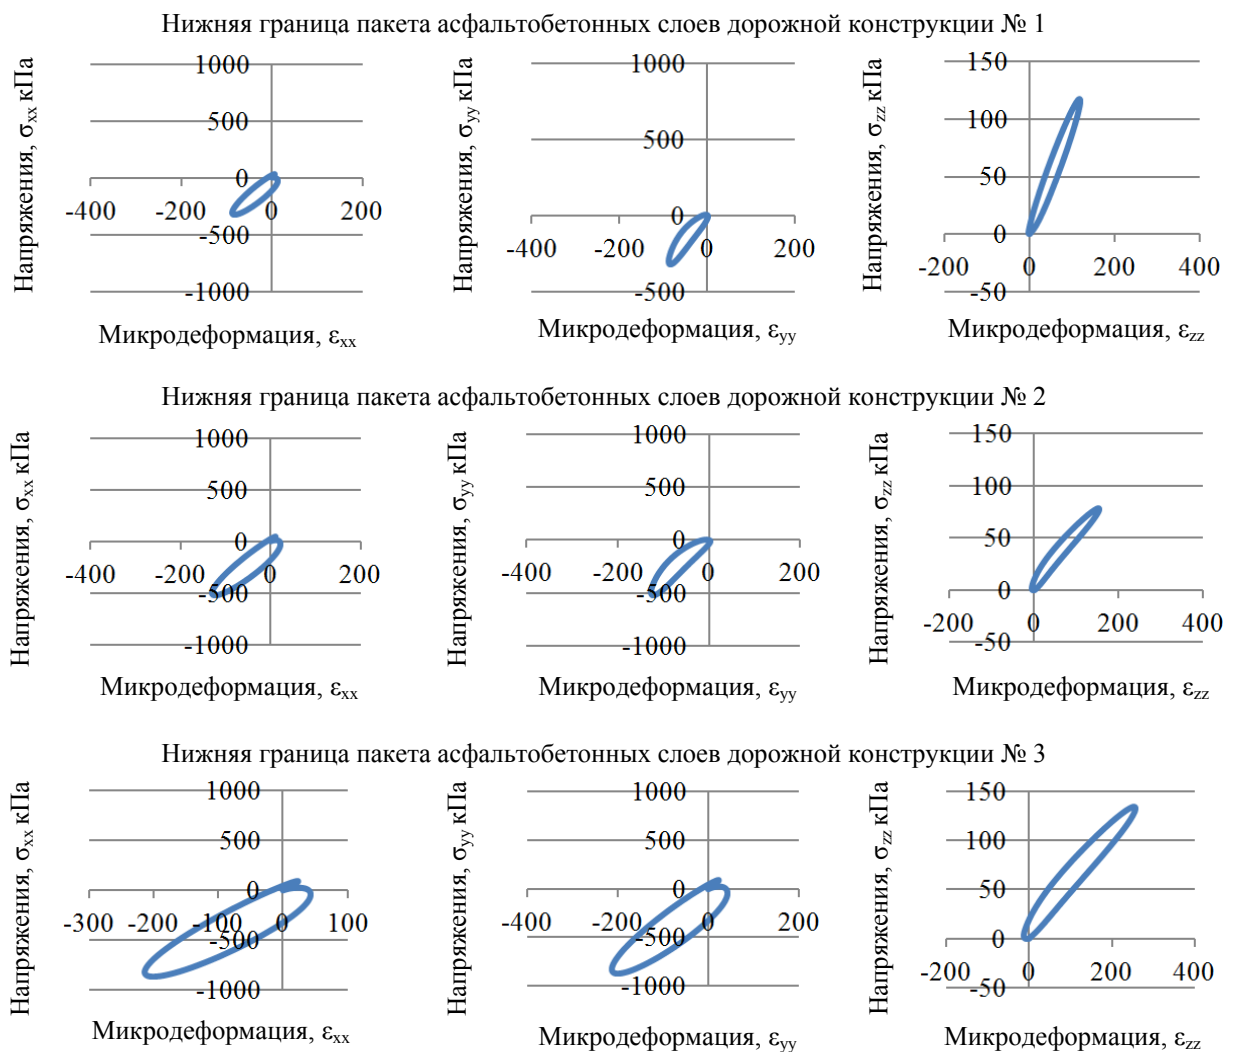 Нижняя граница пакета асфальтобетонных слоев дорожной конструкции № 1
Напряжения, σxx кПа
1000
500
0
-500
-1000
-400 -200 0 200
Микродеформация, εxx
Напряжения, σyy кПа
1000
500
0
-500
-400 -200 0 200
Микродеформация, εyy
Напряжения, σzz кПа
150
100
50
0
-50
-200 0 200 400
Микродеформация, εzz
Нижняя граница пакета асфальтобетонных слоев дорожной конструкции № 2
Напряжения, σxx кПа
1000
500
0
-500
-1000
-400 -200 0 200
Микродеформация, εxx
Напряжения, σyy кПа
1000
500
0
-500
-1000
-400 -200 0 200
Микродеформация, εyy
Напряжения, σzz кПа
150
100
50
0
-50
-200 0 200 400
Микродеформация, εzz
Нижняя граница пакета асфальтобетонных слоев дорожной конструкции № 3
Напряжения, σxx кПа
1000
500
0
-500
-1000
-300 -200 -100 0 100
Микродеформация, εxx
Напряжения, σyy кПа
1000
500
0
-500
-1000
-400 -200 0 200
Микродеформация, εyy
Напряжения, σzz кПа
150
100
50
0
-50
-200 0 200 400
Микродеформация, εzz